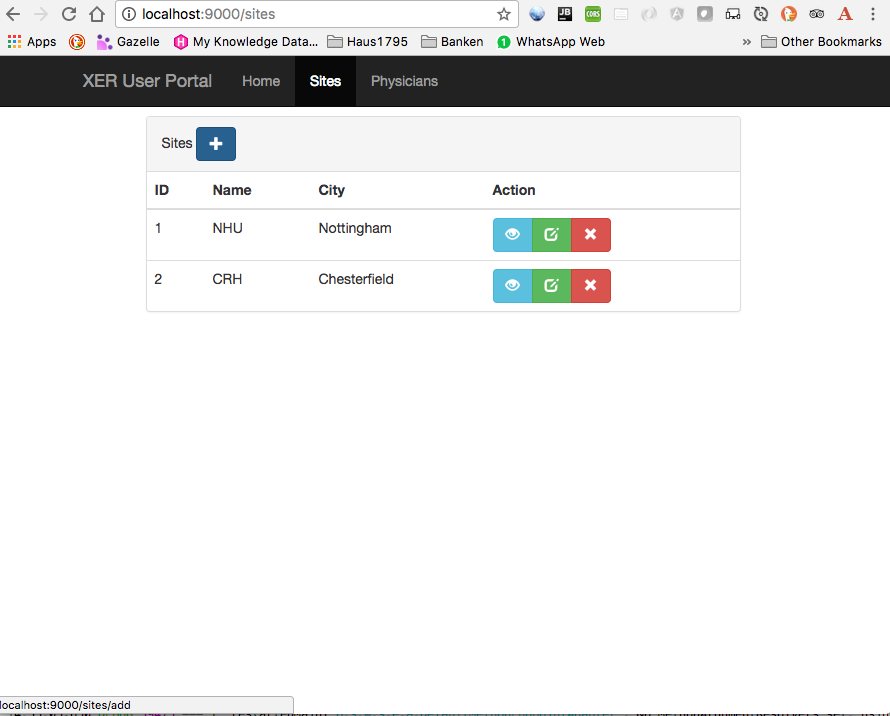 localhost:9000/sites
JB
CORS
Apps
Gazelle
My Knowledge Data...
Haus1795
Banken
1
WhatsApp Web
»
Other Bookmarks
XER User Portal
Home
Sites
Physicians
Sites
ID Name City Action
1 NHU Nottingham
2 CRH Chesterfield
localhost:9000/sites/add